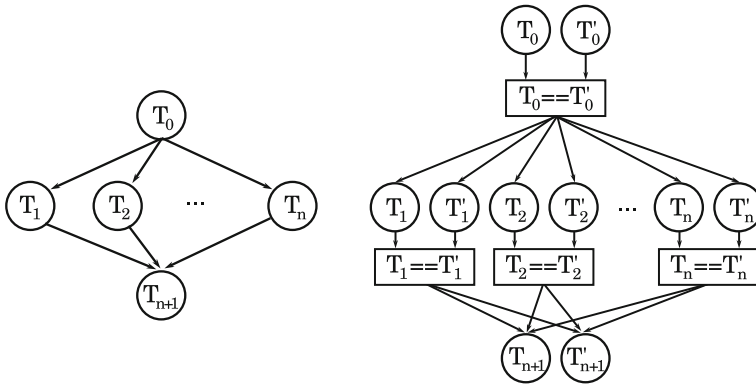 T₀
T₁ T₂ ... Tₙ
Tₙ₊₁
T₀ T'₀
T₀==T'₀
T₁ T'₁ T₂ T'₂ ... Tₙ T'ₙ
T₁==T'₁ T₂==T'₂ Tₙ==T'ₙ
Tₙ₊₁ T'ₙ₊₁